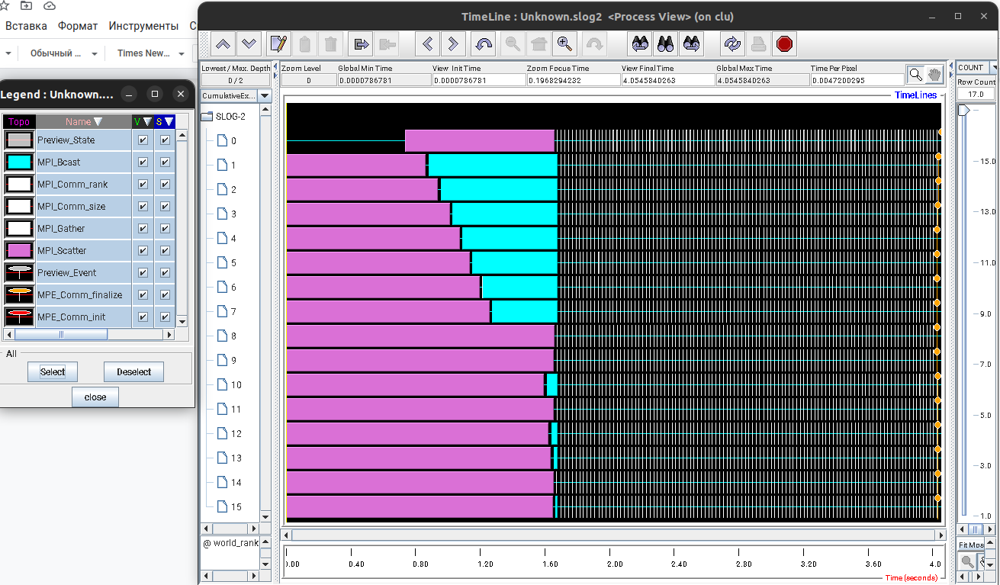 Вставка Формат Инструменты С
Обычный ... Times New...
TimeLine : Unknown.slog2 <Process View> (on clu)
Lowest / Max. Depth
0 / 2
Zoom Level
0
Global Min Time
0.0000786781
View Init Time
0.0000786781
Zoom Focus Time
0.1968294232
View Final Time
4.0545840263
Global Max Time
4.0545840263
Time Per Pixel
0.0047200295
COUNT
Row Count
17.0
CumulativeEx...
TimeLines
SLOG-2
0
1
2
3
4
5
6
7
8
9
10
11
12
13
14
15
@ world_rank
15.0
13.0
11.0
9.0
7.0
5.0
3.0
1.0
Fit Mos
0.00 0.40 0.80 1.20 1.60 2.00 2.40 2.80 3.20 3.60 4.0
Time (seconds)
Legend : Unknown....
Topo Name V S
Preview_State
MPI_Bcast
MPI_Comm_rank
MPI_Comm_size
MPI_Gather
MPI_Scatter
Preview_Event
MPE_Comm_finalize
MPE_Comm_init
All
Select Deselect
close